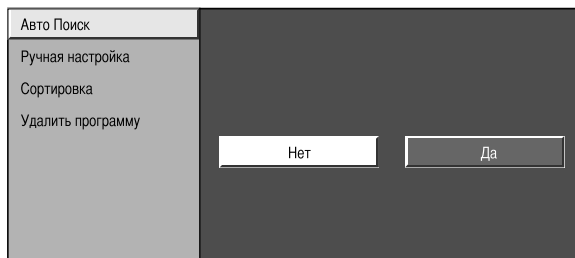 Авто Поиск
Ручная настройка
Сортировка
Удалить программу
Нет
Да